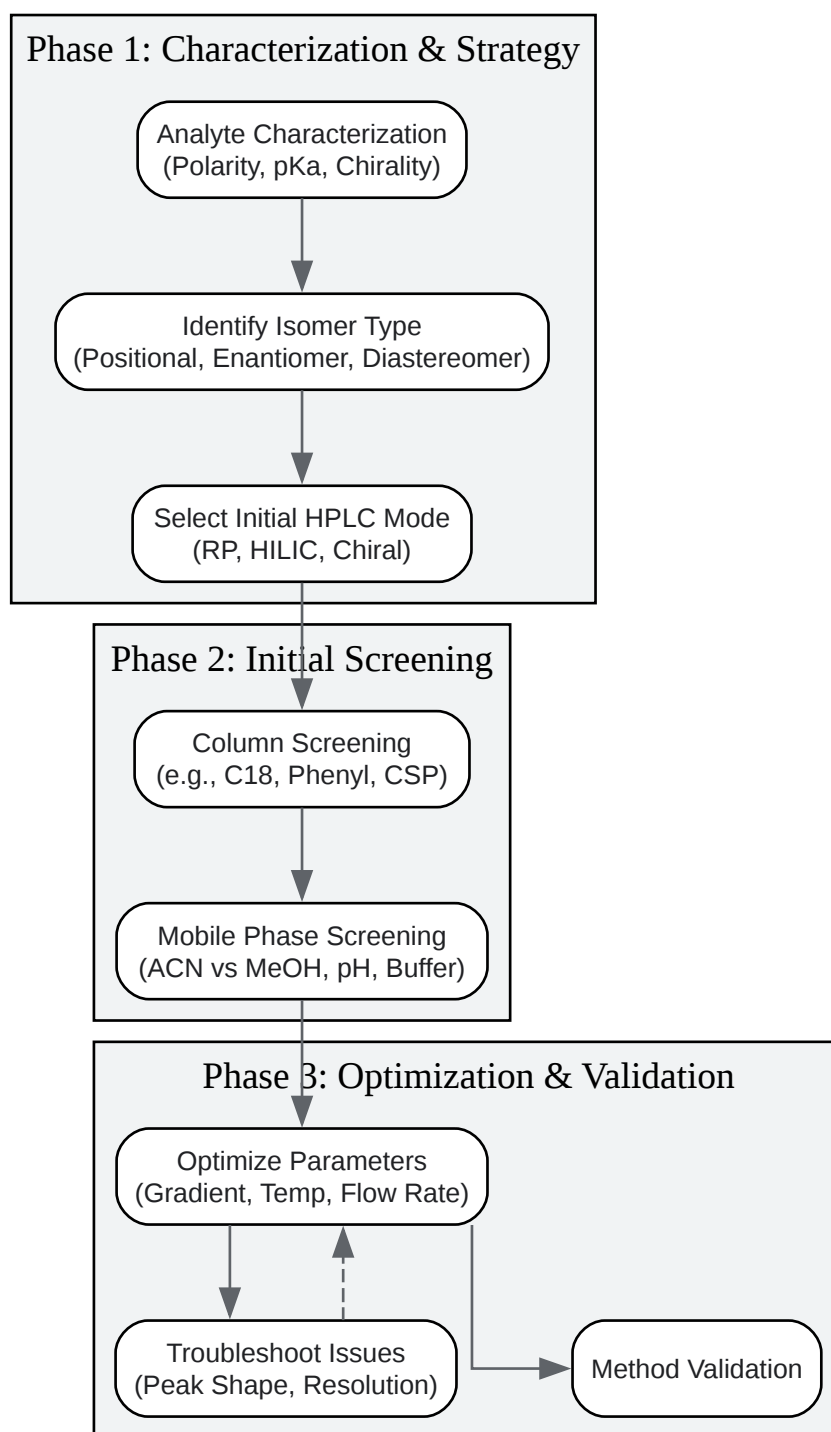 Phase 1: Characterization & Strategy
Analyte Characterization
(Polarity, pKa, Chirality)
Identify Isomer Type
(Positional, Enantiomer, Diastereomer)
Select Initial HPLC Mode
(RP, HILIC, Chiral)
Phase 2: Initial Screening
Column Screening
(e.g., C18, Phenyl, CSP)
Mobile Phase Screening
(ACN vs MeOH, pH, Buffer)
Phase 3: Optimization & Validation
Optimize Parameters
(Gradient, Temp, Flow Rate)
Troubleshoot Issues
(Peak Shape, Resolution)
Method Validation